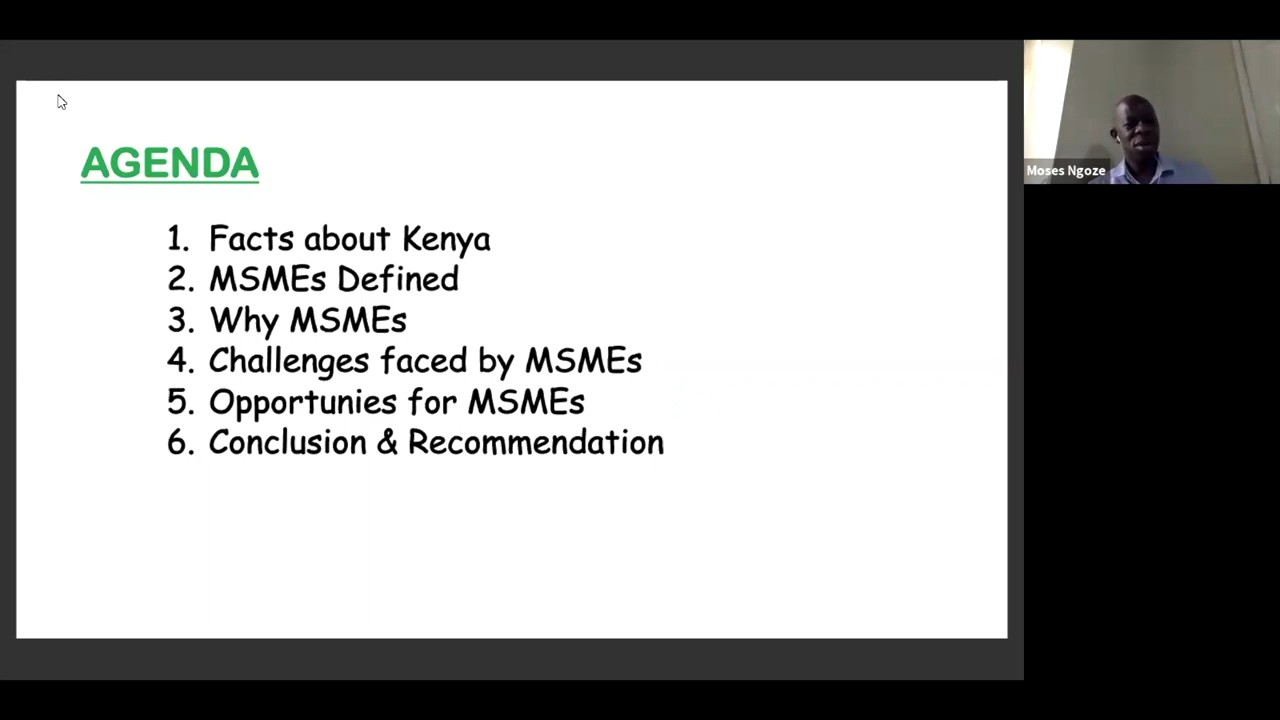 AGENDA
1. Facts about Kenya
2. MSMEs Defined
3. Why MSMEs
4. Challenges faced by MSMEs
5. Opportunies for MSMEs
6. Conclusion & Recommendation
Moses Ngoze